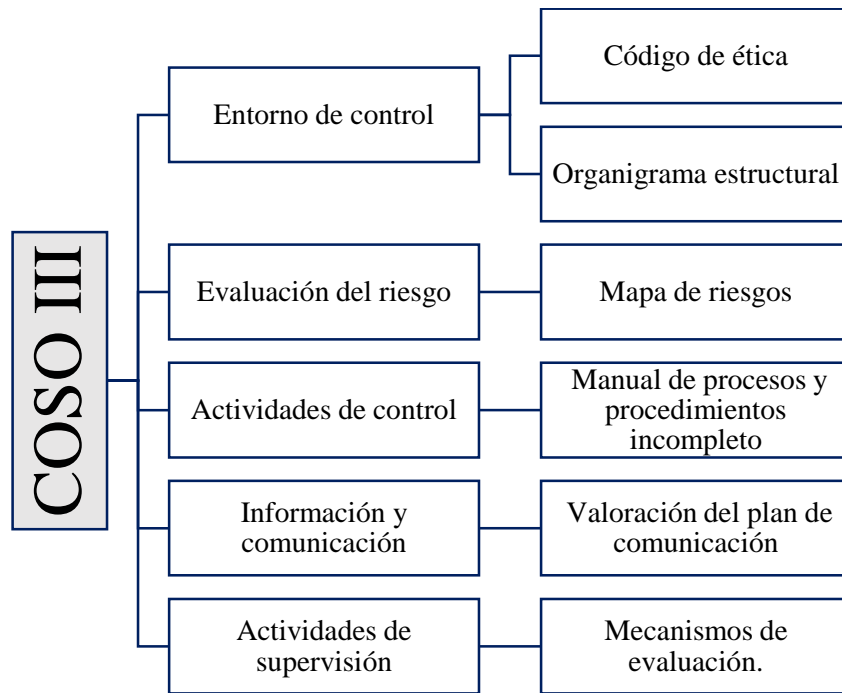 COSO III
Entorno de control
Código de ética
Organigrama estructural
Evaluación del riesgo
Mapa de riesgos
Actividades de control
Manual de procesos y
procedimientos
incompleto
Información y
comunicación
Valoración del plan de
comunicación
Actividades de
supervisión
Mecanismos de
evaluación.